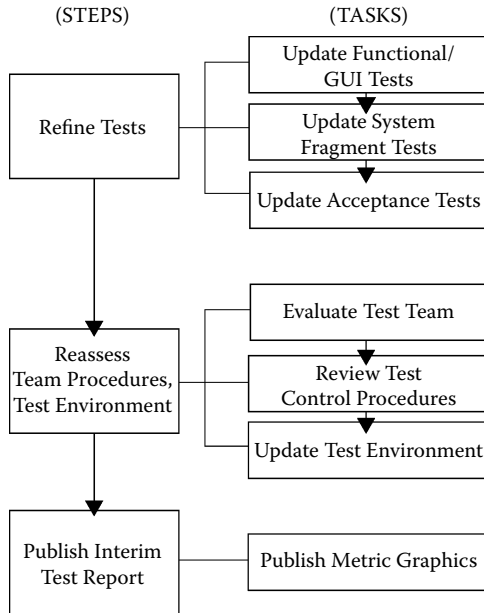 (STEPS)
(TASKS)
Refine Tests
Update Functional/
GUI Tests
Update System
Fragment Tests
Update Acceptance Tests
Reassess
Team Procedures,
Test Environment
Evaluate Test Team
Review Test
Control Procedures
Update Test Environment
Publish Interim
Test Report
Publish Metric Graphics